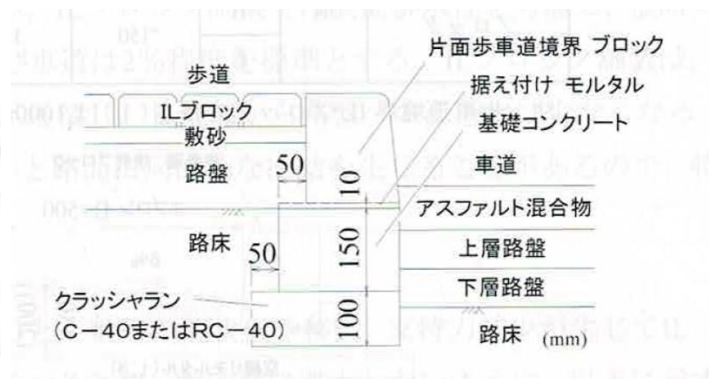 片面歩車道境界 ブロック
歩道
据え付け モルタル
ILブロック
基礎コンクリート
敷砂
50
路盤
10
車道
アスファルト混合物
路床
50
150
上層路盤
下層路盤
クラッシャラン
(C-40またはRC-40)
100
路床 (mm)